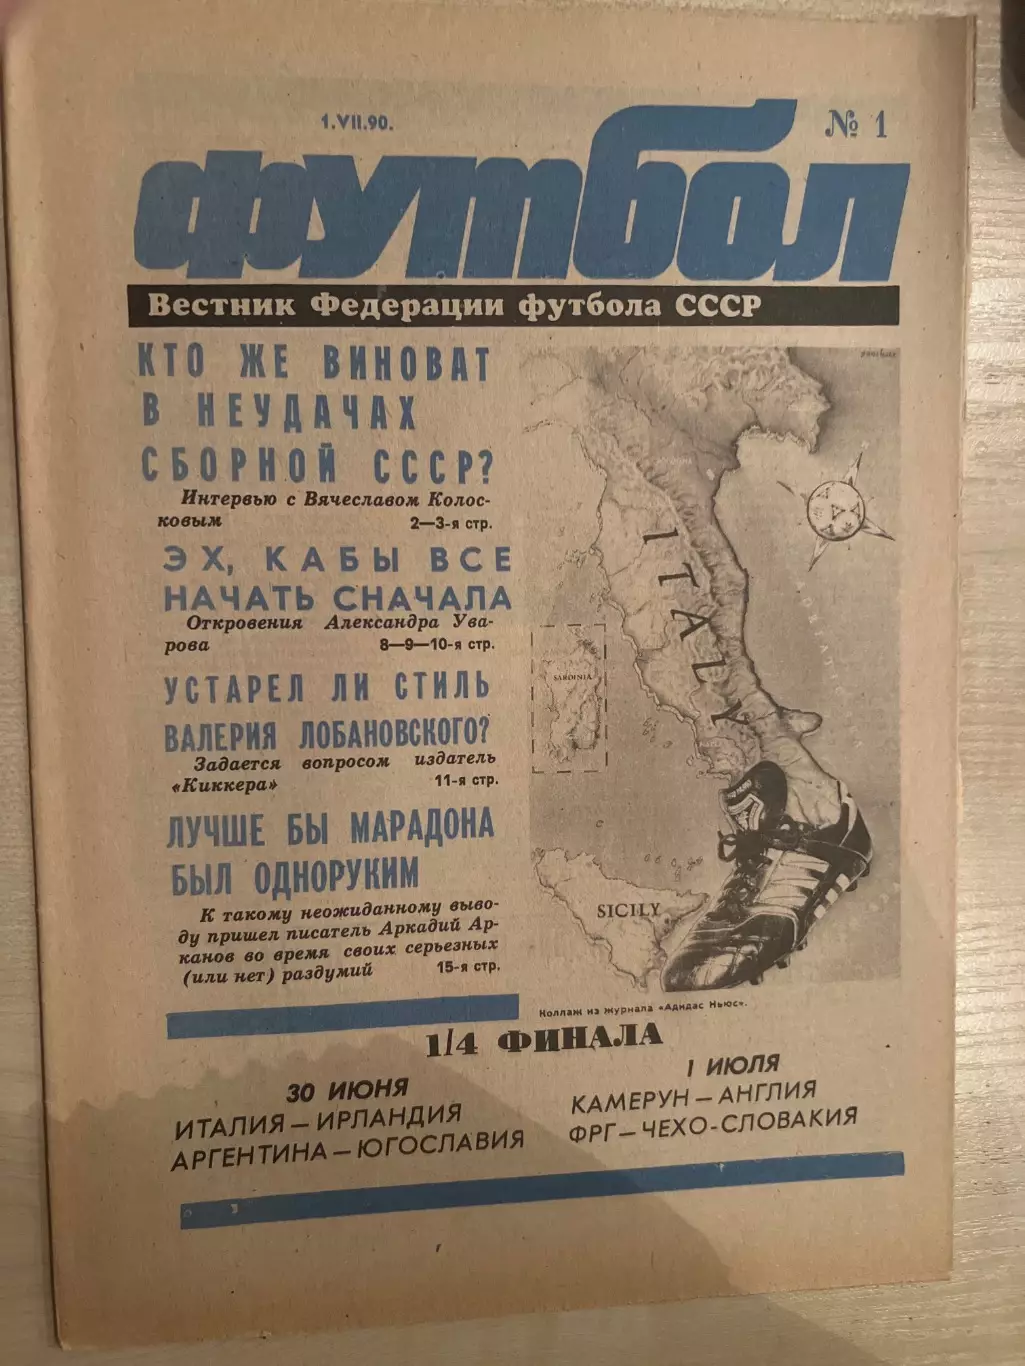 1.VII.90.
№ 1
футбол
Вестник Федерации футбола СССР
КТО ЖЕ ВИНОВАТ
В НЕУДАЧАХ
СБОРНОЙ СССР?
Интервью с Вячеславом Колос-
ковым 2—3-я стр.
ЭХ, КАБЫ ВСЕ
НАЧАТЬ СНАЧАЛА
Откровения Александра Ува-
рова 8—9—10-я стр.
УСТАРЕЛ ЛИ СТИЛЬ
ВАЛЕРИЯ ЛОБАНОВСКОГО?
Задается вопросом издатель
«Киккера» 11-я стр.
ЛУЧШЕ БЫ МАРАДОНА
БЫЛ ОДНОРУКИМ
К такому неожиданному выво-
ду пришел писатель Аркадий Ар-
канов во время своих серьезных
(или нет) раздумий 15-я стр.
ITALY
SARDINIA
SICILY
Коллаж из журнала «Адидас Ньюс».
1/4 ФИНАЛА
30 ИЮНЯ
ИТАЛИЯ — ИРЛАНДИЯ
АРГЕНТИНА — ЮГОСЛАВИЯ
1 ИЮЛЯ
КАМЕРУН — АНГЛИЯ
ФРГ — ЧЕХО-СЛОВАКИЯ